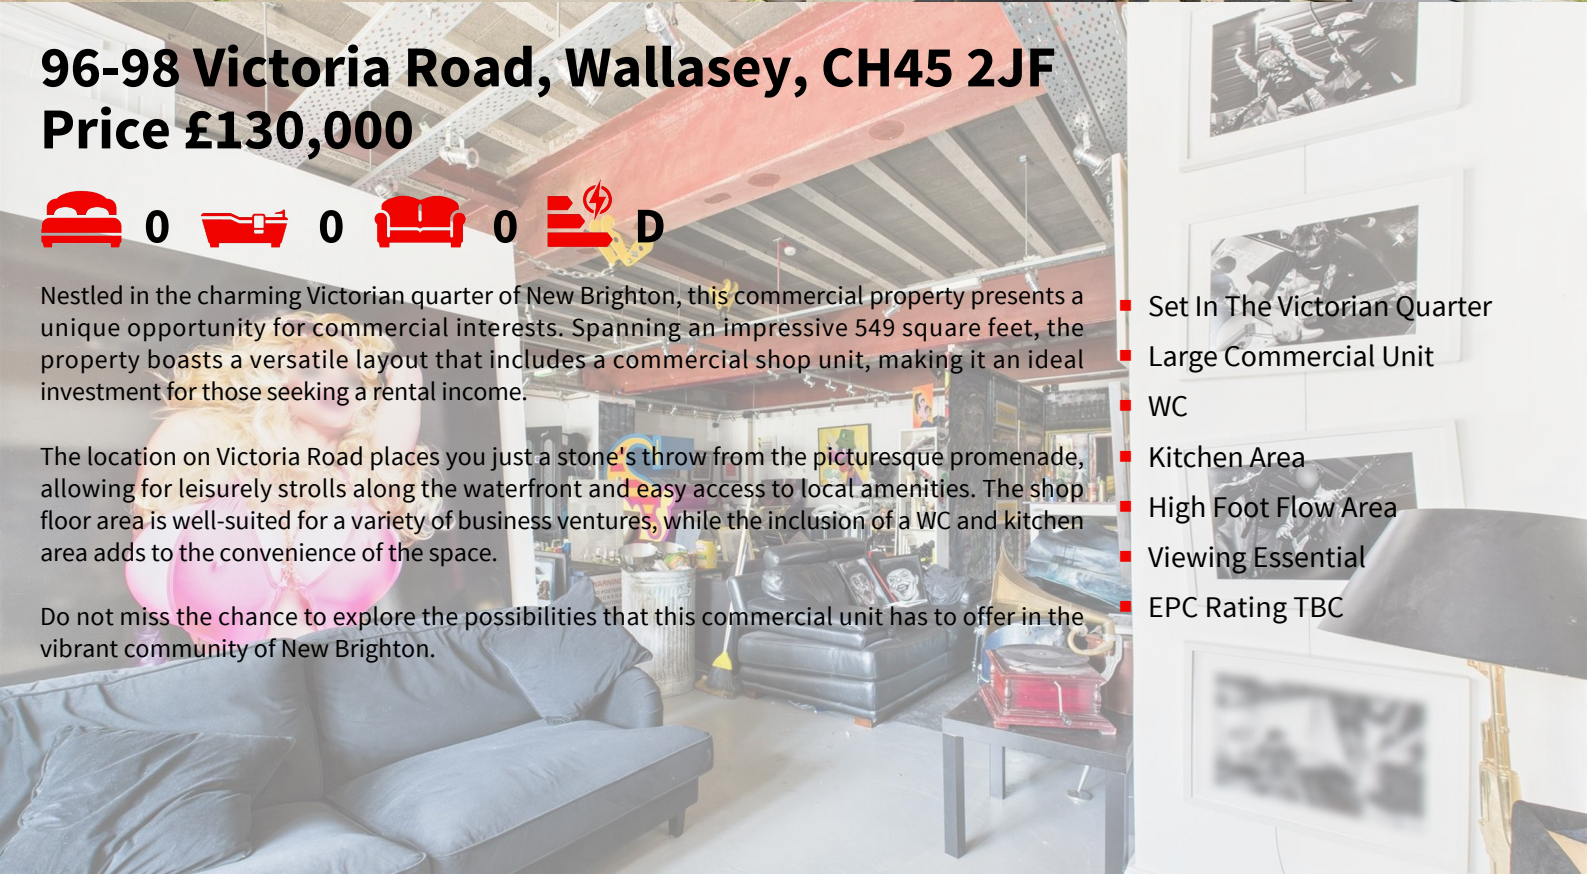 96-98 Victoria Road, Wallasey, CH45 2JF
Price £130,000
0 0 0 D
Nestled in the charming Victorian quarter of New Brighton, this commercial property presents a
unique opportunity for commercial interests. Spanning an impressive 549 square feet, the
property boasts a versatile layout that includes a commercial shop unit, making it an ideal
investment for those seeking a rental income.
The location on Victoria Road places you just a stone's throw from the picturesque promenade,
allowing for leisurely strolls along the waterfront and easy access to local amenities. The shop
floor area is well-suited for a variety of business ventures, while the inclusion of a WC and kitchen
area adds to the convenience of the space.
Do not miss the chance to explore the possibilities that this commercial unit has to offer in the
vibrant community of New Brighton.
Set In The Victorian Quarter
Large Commercial Unit
WC
Kitchen Area
High Foot Flow Area
Viewing Essential
EPC Rating TBC
WARNING